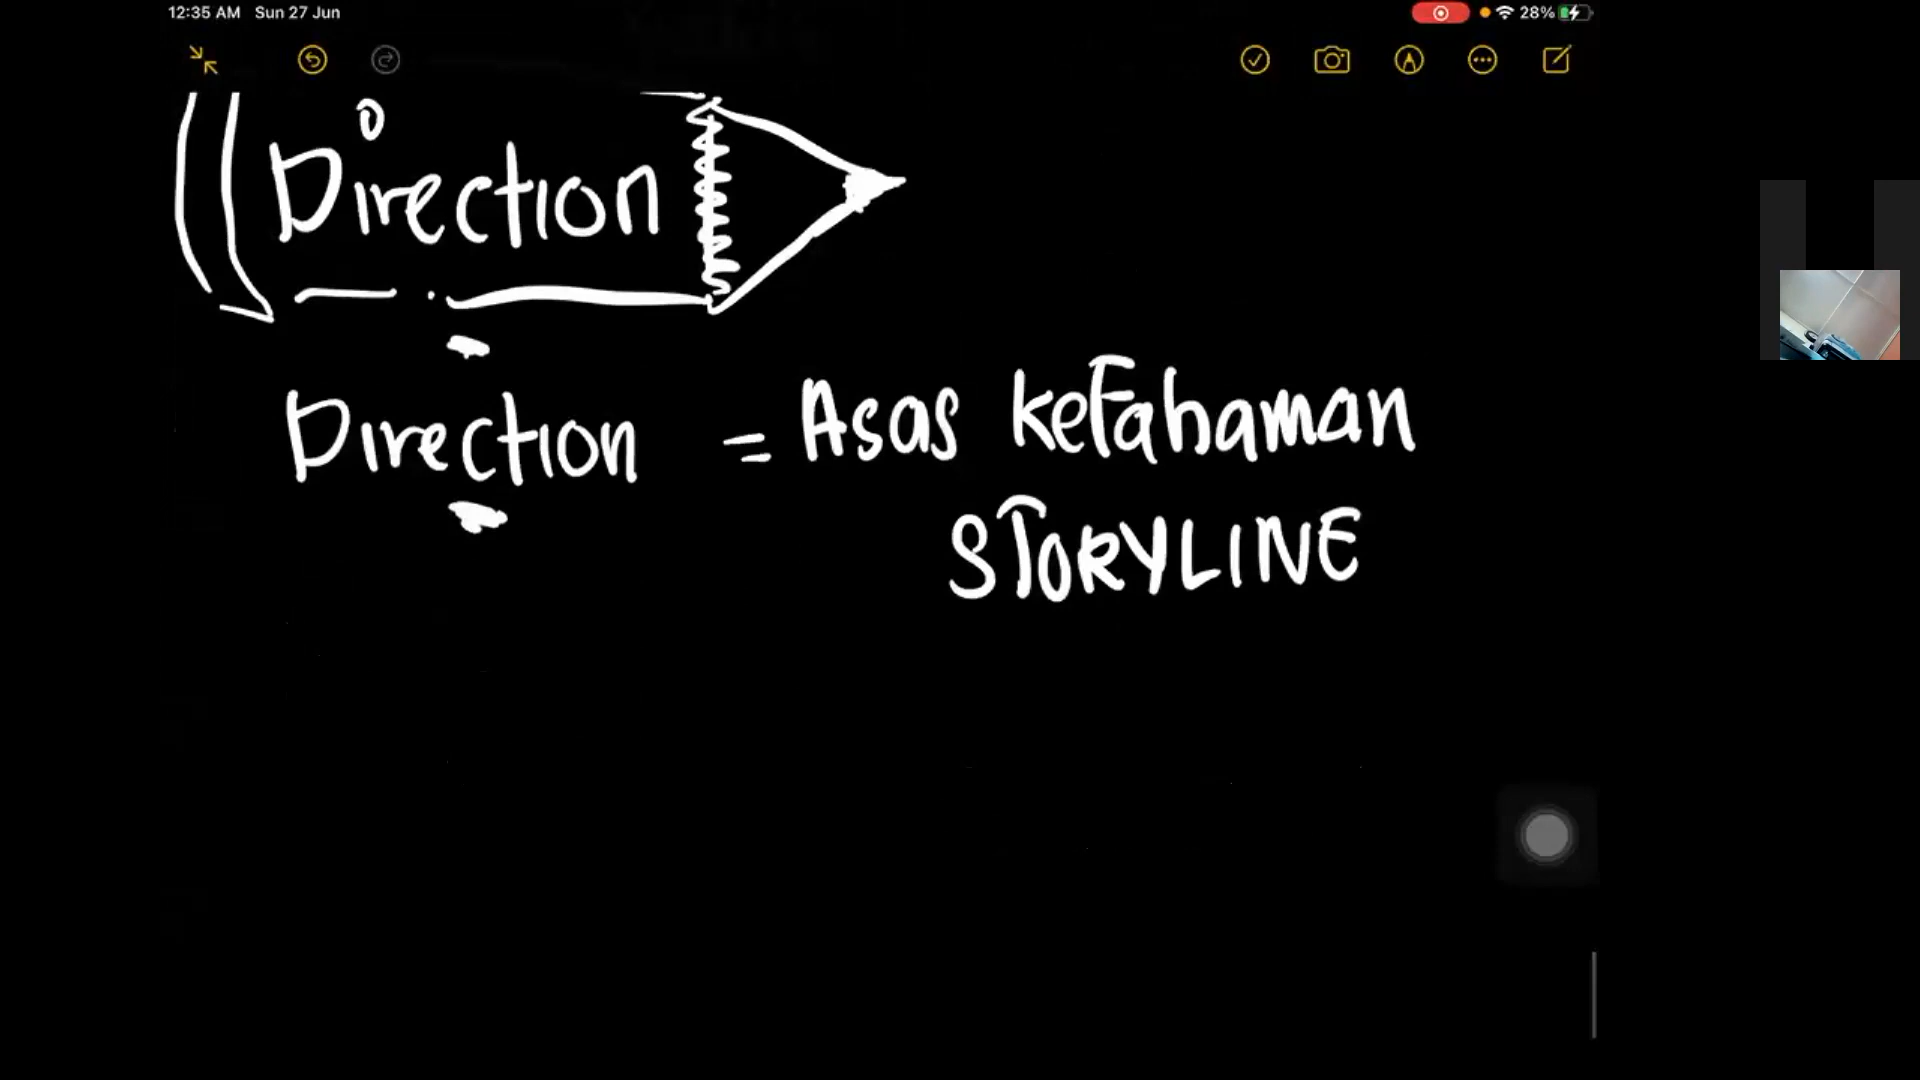 12:35 AM Sun 27 Jun 28%
Direction
Direction = Asas kefahaman
STORYLINE